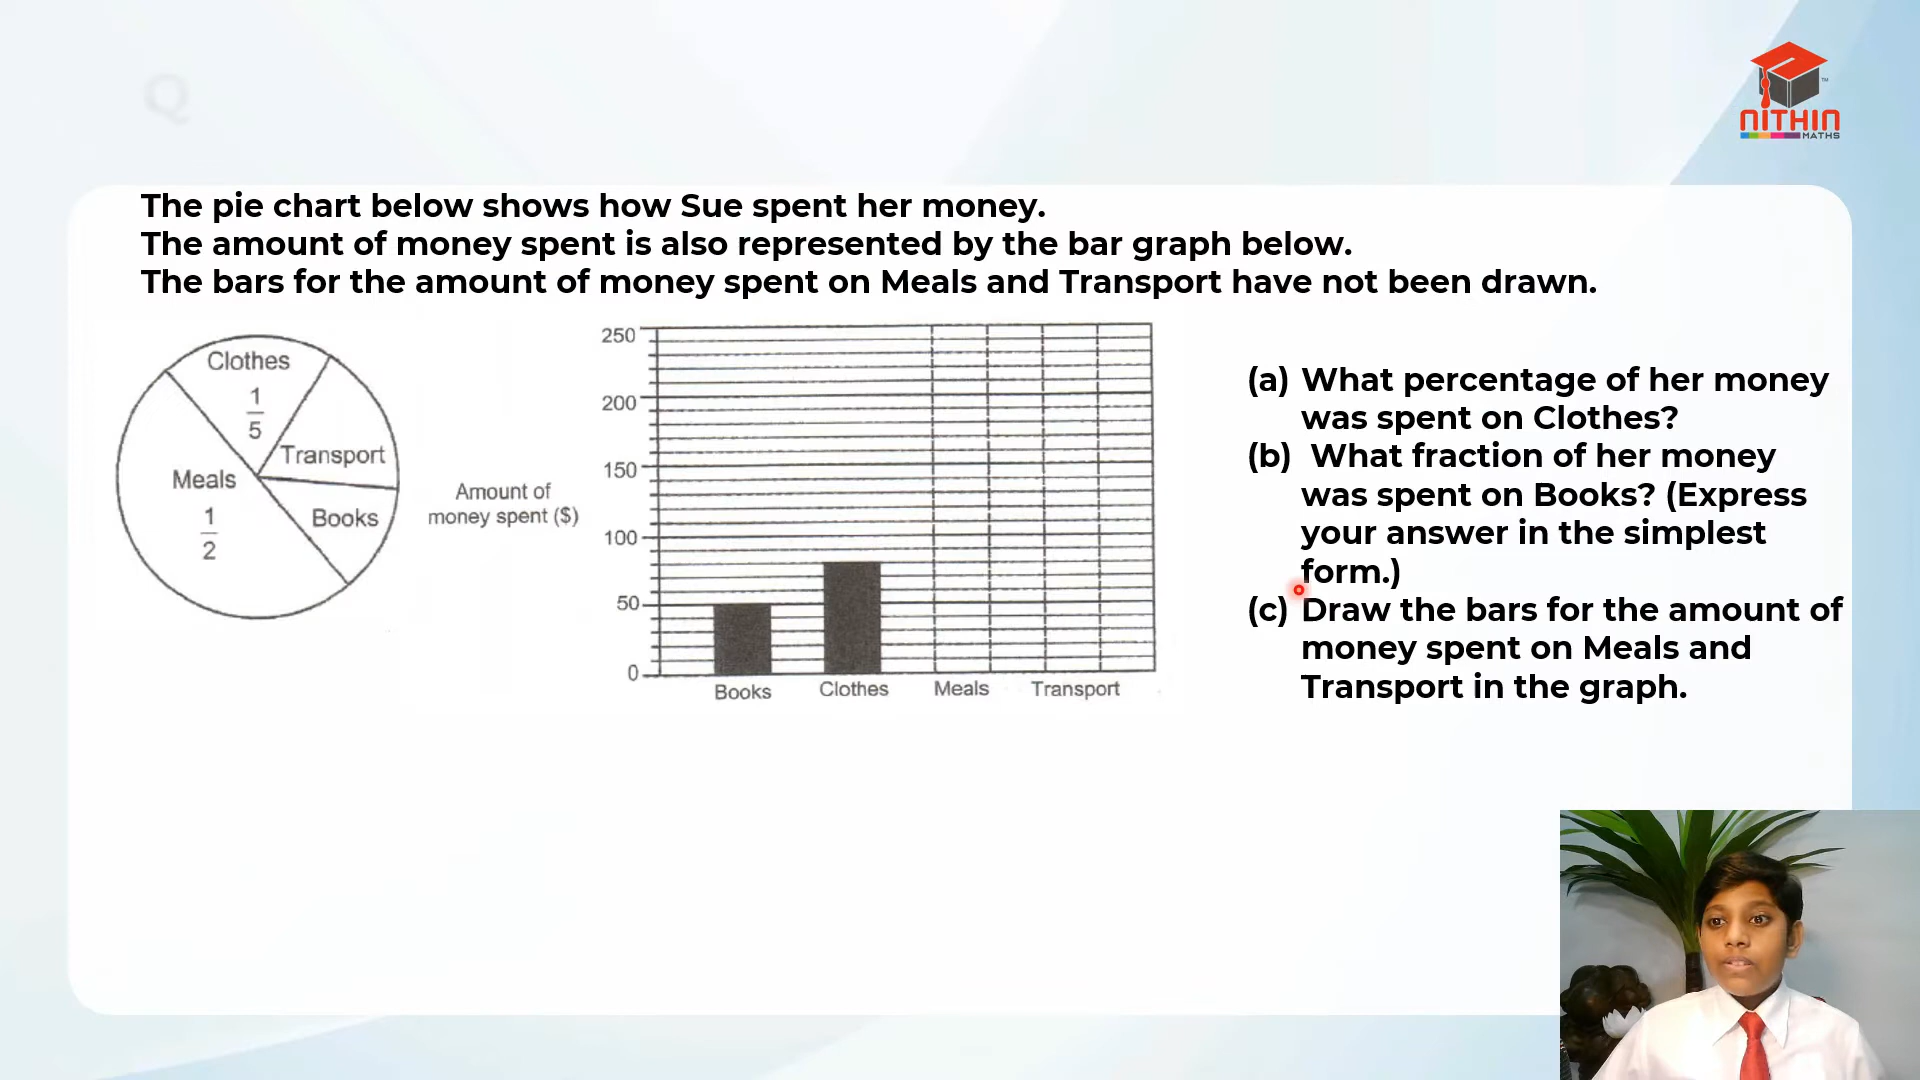 Q
NITHIN
MATHS
TM
The pie chart below shows how Sue spent her money.
The amount of money spent is also represented by the bar graph below.
The bars for the amount of money spent on Meals and Transport have not been drawn.
Clothes
1
5
Transport
Meals
1
2
Books
Amount of
money spent ($)
250
200
150
100
50
0
Books Clothes Meals Transport
(a) What percentage of her money
was spent on Clothes?
(b) What fraction of her money
was spent on Books? (Express
your answer in the simplest
form.)
(c) Draw the bars for the amount of
money spent on Meals and
Transport in the graph.